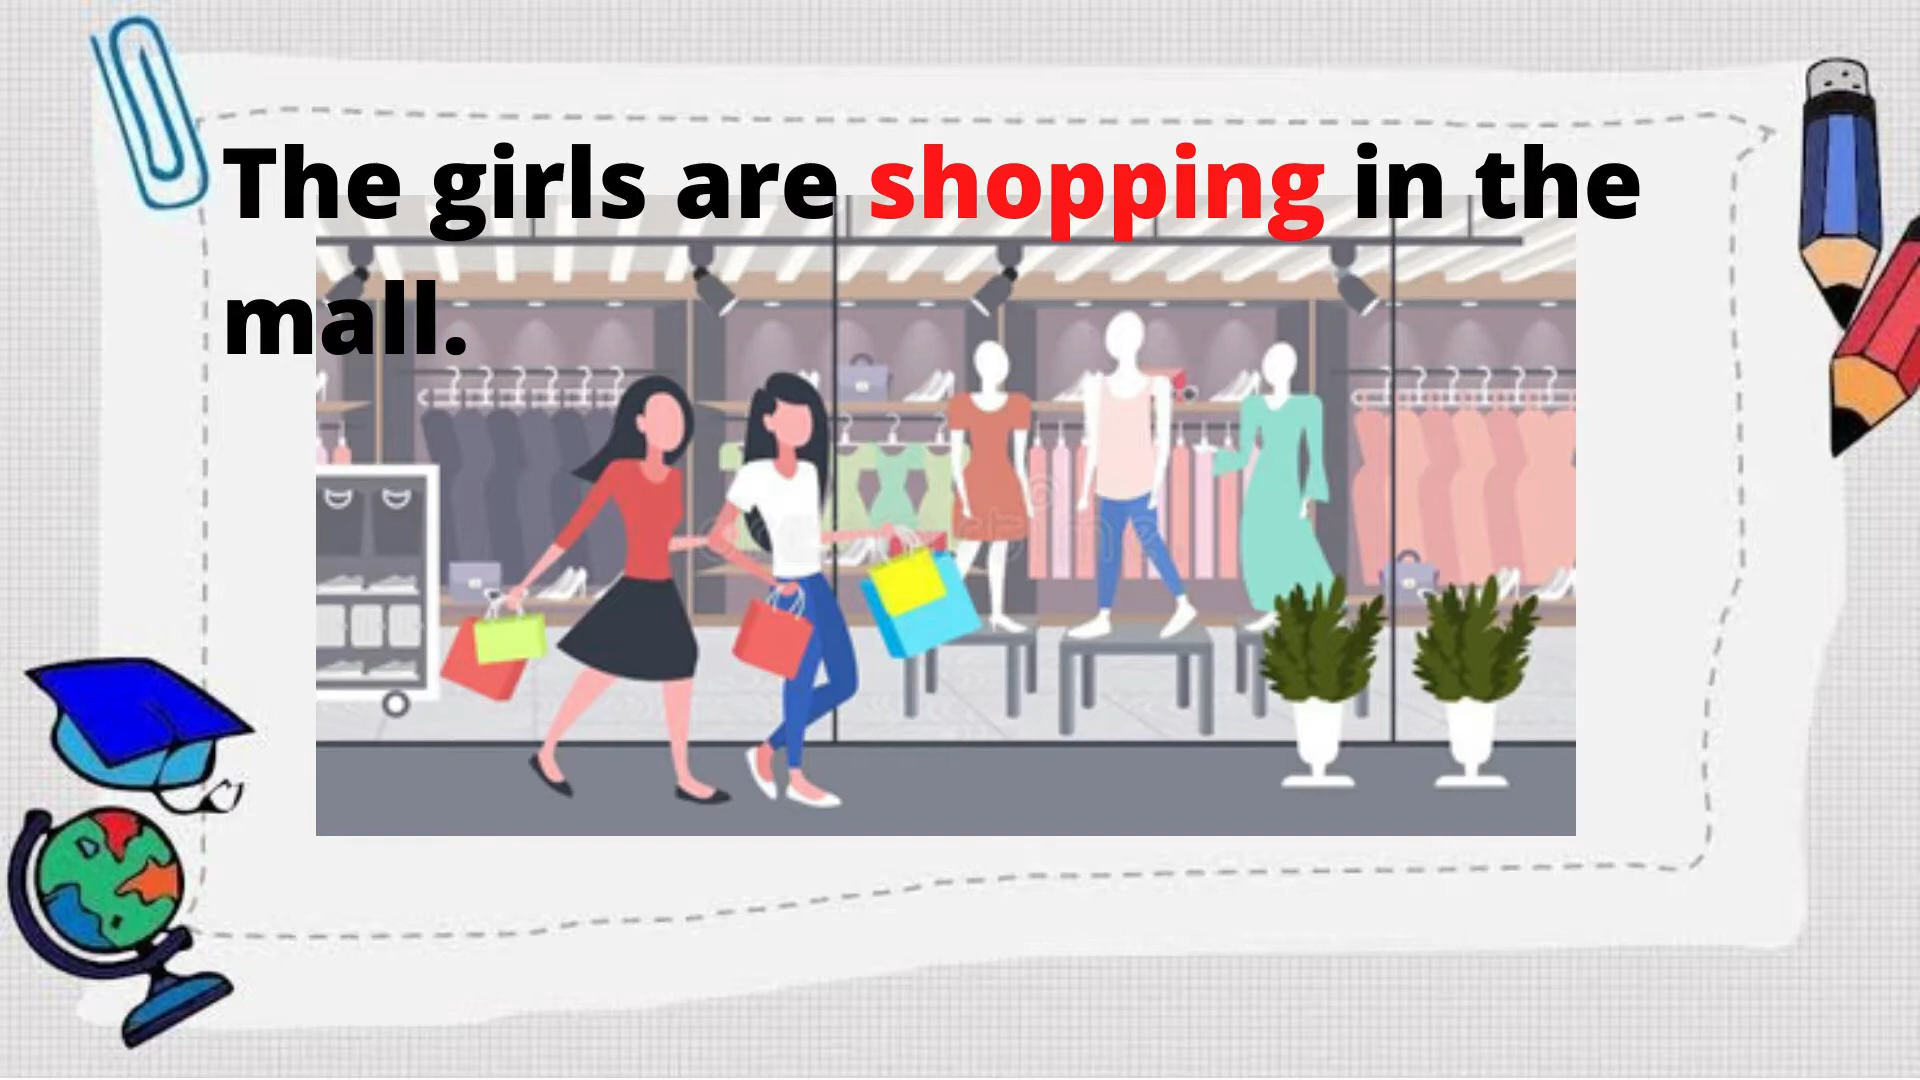 The girls are shopping in the
mall.